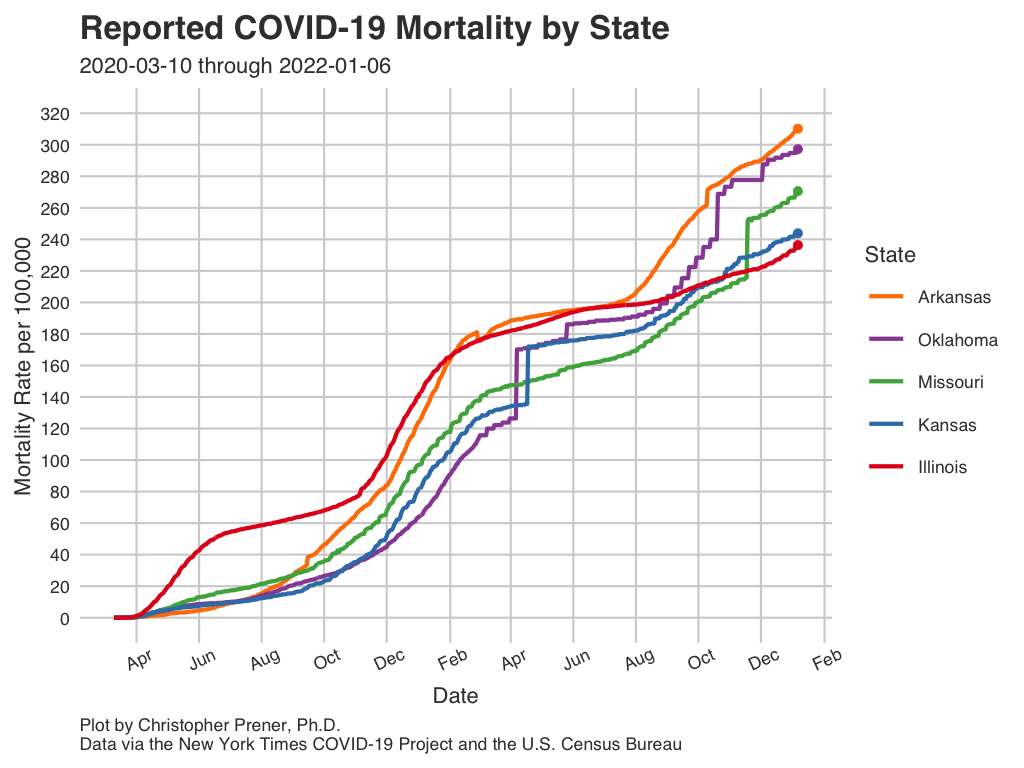 Reported COVID-19 Mortality by State
2020-03-10 through 2022-01-06
Mortality Rate per 100,000
320
300
280
260
240
220
200
180
160
140
120
100
80
60
40
20
0
Apr Jun Aug Oct Dec Feb Apr Jun Aug Oct Dec Feb
Date
State
Arkansas
Oklahoma
Missouri
Kansas
Illinois
Plot by Christopher Prener, Ph.D.
Data via the New York Times COVID-19 Project and the U.S. Census Bureau